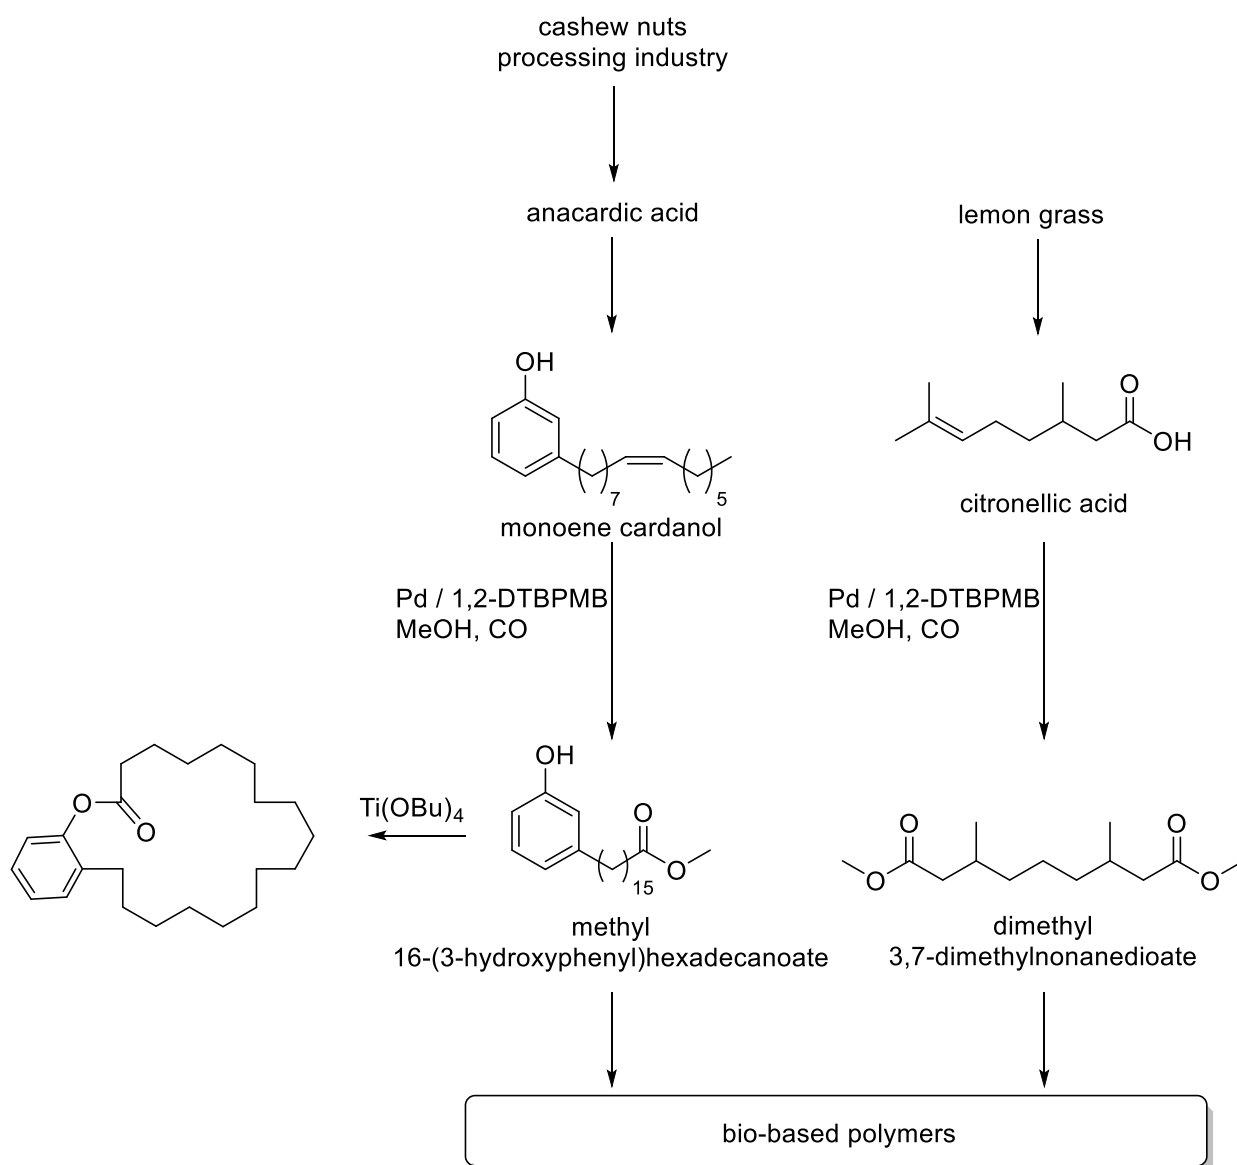 cashew nuts
processing industry
anacardic acid
lemon grass
OH
7
5
monoene cardanol
O
OH
citronellic acid
Pd / 1,2-DTBPMB
MeOH, CO
Pd / 1,2-DTBPMB
MeOH, CO
O
O
Ti(OBu)4
OH
O
O
15
methyl
16-(3-hydroxyphenyl)hexadecanoate
O
O
O
O
dimethyl
3,7-dimethylnonanedioate
bio-based polymers